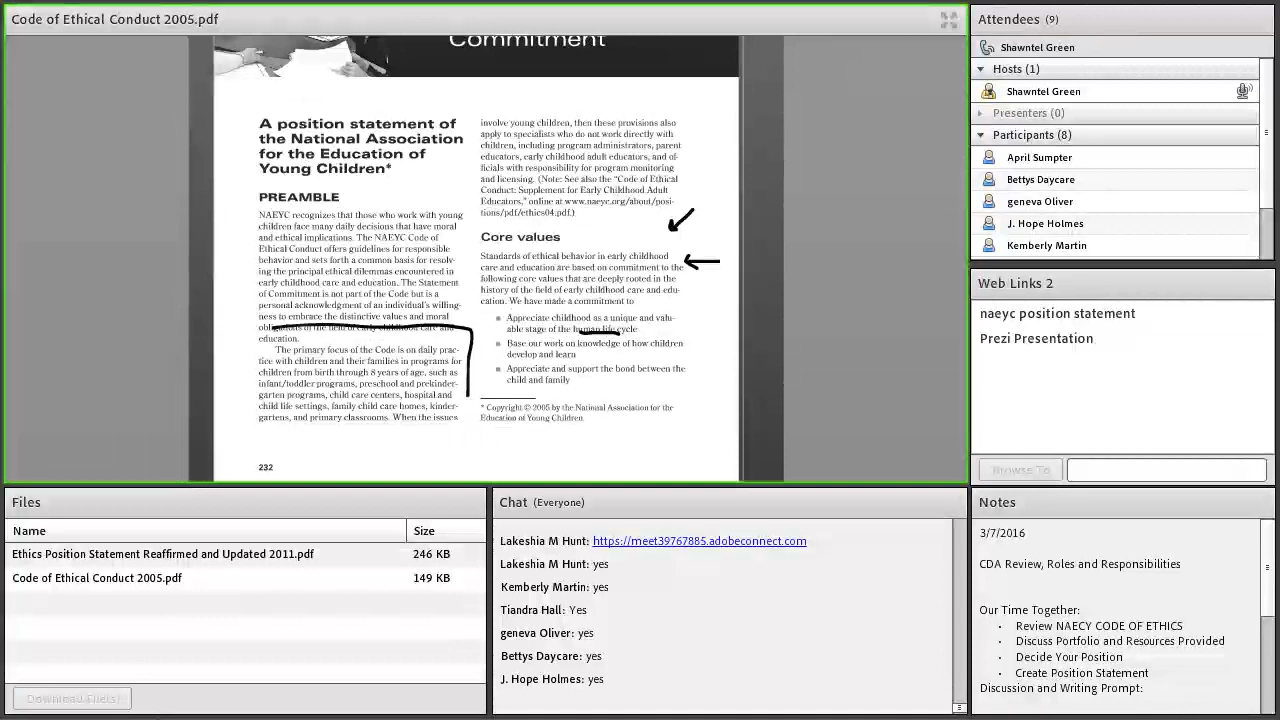 Code of Ethical Conduct 2005.pdf
Commitment
A position statement of
the National Association
for the Education of
Young Children*
PREAMBLE
NAEYC recognizes that those who work with young
children face many daily decisions that have moral
and ethical implications. The NAEYC Code of
Ethical Conduct offers guidelines for responsible
behavior and sets forth a common basis for resolv-
ing the principal ethical dilemmas encountered in
early childhood care and education. The Statement
of Commitment is not part of the Code but is a
personal acknowledgment of an individual's willing-
ness to embrace the distinctive values and moral
obligations of the field of early childhood care and
education.
The primary focus of the Code is on daily prac-
tice with children and their families in programs for
children from birth through 8 years of age, such as
infant/toddler programs, preschool and prekinder-
garten programs, child care centers, hospital and
child life settings, family child care homes, kinder-
gartens, and primary classrooms. When the issues
232
involve young children, then these provisions also
apply to specialists who do not work directly with
children, including program administrators, parent
educators, early childhood adult educators, and of-
ficials with responsibility for program monitoring
and licensing. (Note: See also the "Code of Ethical
Conduct: Supplement for Early Childhood Adult
Educators," online at www.naeyc.org/about/posi-
tions/pdf/ethics04.pdf.)
Core values
Standards of ethical behavior in early childhood
care and education are based on commitment to the
following core values that are deeply rooted in the
history of the field of early childhood care and edu-
cation. We have made a commitment to
■ Appreciate childhood as a unique and valu-
able stage of the human life cycle
■ Base our work on knowledge of how children
develop and learn
■ Appreciate and support the bond between the
child and family
* Copyright © 2005 by the National Association for the
Education of Young Children.
Attendees (9)
Shawntel Green
Hosts (1)
Shawntel Green
Presenters (0)
Participants (8)
April Sumpter
Bettys Daycare
geneva Oliver
J. Hope Holmes
Kemberly Martin
Web Links 2
naeyc position statement
Prezi Presentation
Browse To
Files
Name Size
Ethics Position Statement Reaffirmed and Updated 2011.pdf 246 KB
Code of Ethical Conduct 2005.pdf 149 KB
Download File(s)
Chat (Everyone)
Lakeshia M Hunt: https://meet39767885.adobeconnect.com
Lakeshia M Hunt: yes
Kemberly Martin: yes
Tiandra Hall: Yes
geneva Oliver: yes
Bettys Daycare: yes
J. Hope Holmes: yes
Notes
3/7/2016
CDA Review, Roles and Responsibilities
Our Time Together:
• Review NAECY CODE OF ETHICS
• Discuss Portfolio and Resources Provided
• Decide Your Position
• Create Position Statement
Discussion and Writing Prompt: